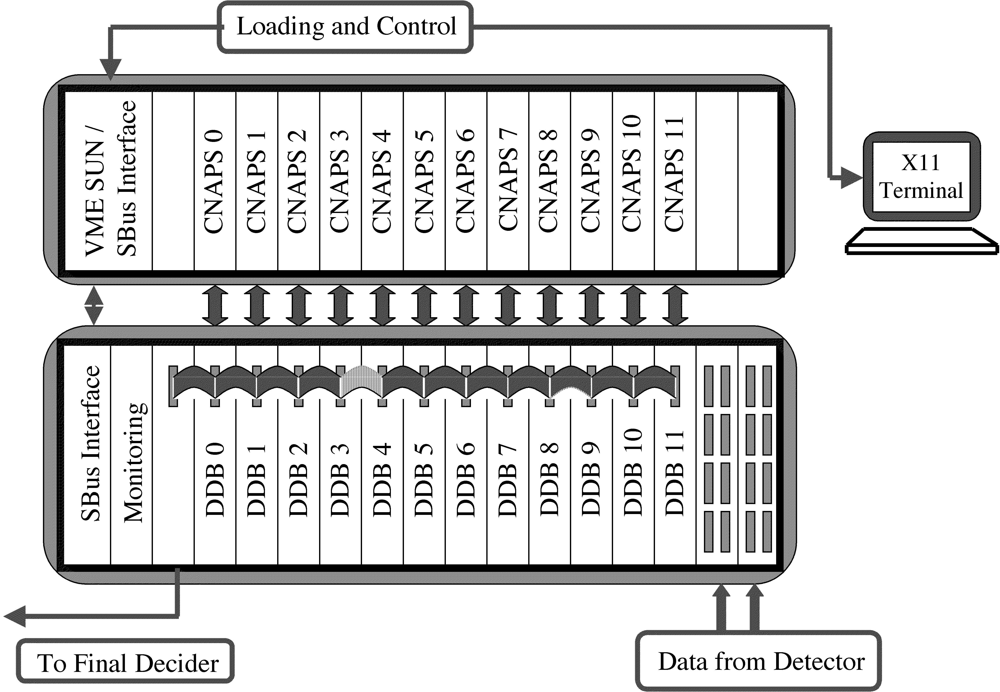 Loading and Control
VME SUN /
SBus Interface
CNAPS 0
CNAPS 1
CNAPS 2
CNAPS 3
CNAPS 4
CNAPS 5
CNAPS 6
CNAPS 7
CNAPS 8
CNAPS 9
CNAPS 10
CNAPS 11
X11
Terminal
SBus Interface
Monitoring
DDB 0
DDB 1
DDB 2
DDB 3
DDB 4
DDB 5
DDB 6
DDB 7
DDB 8
DDB 9
DDB 10
DDB 11
To Final Decider
Data from Detector